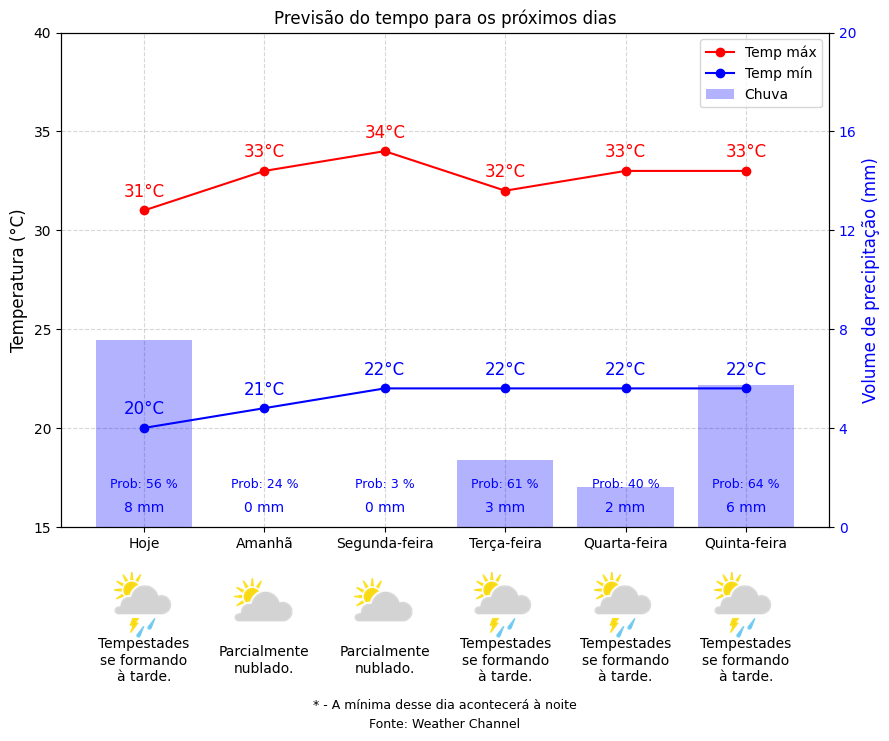 Previsão do tempo para os próximos dias
40
35
30
25
20
15
Temperatura (°C)
20
16
12
8
4
0
Volume de precipitação (mm)
Temp máx
Temp mín
Chuva
31°C
33°C
34°C
32°C
33°C
33°C
20°C
21°C
22°C
22°C
22°C
22°C
Prob: 56 %
Prob: 24 %
Prob: 3 %
Prob: 61 %
Prob: 40 %
Prob: 64 %
8 mm
0 mm
0 mm
3 mm
2 mm
6 mm
Hoje
Amanhã
Segunda-feira
Terça-feira
Quarta-feira
Quinta-feira
Tempestades
se formando
à tarde.
Parcialmente
nublado.
Parcialmente
nublado.
Tempestades
se formando
à tarde.
Tempestades
se formando
à tarde.
Tempestades
se formando
à tarde.
* - A mínima desse dia acontecerá à noite
Fonte: Weather Channel